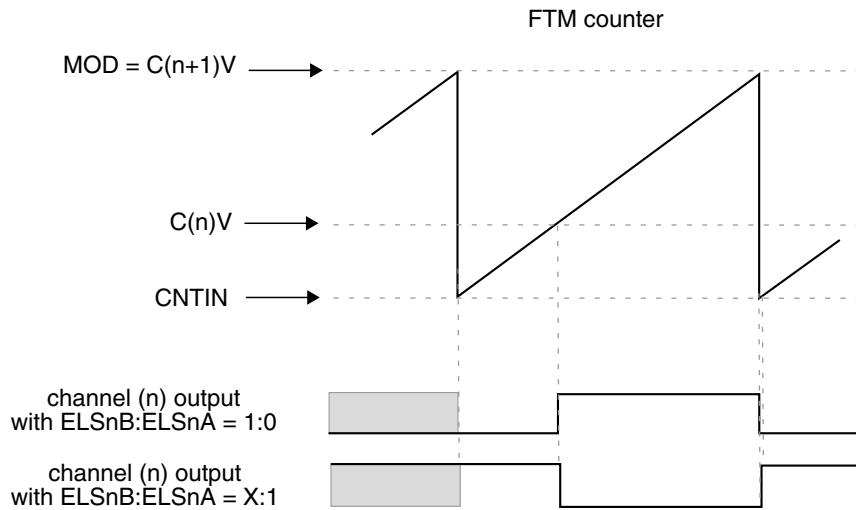 FTM counter
MOD = C(n+1)V
C(n)V
CNTIN
channel (n) output
with ELSnB:ELSnA = 1:0
channel (n) output
with ELSnB:ELSnA = X:1